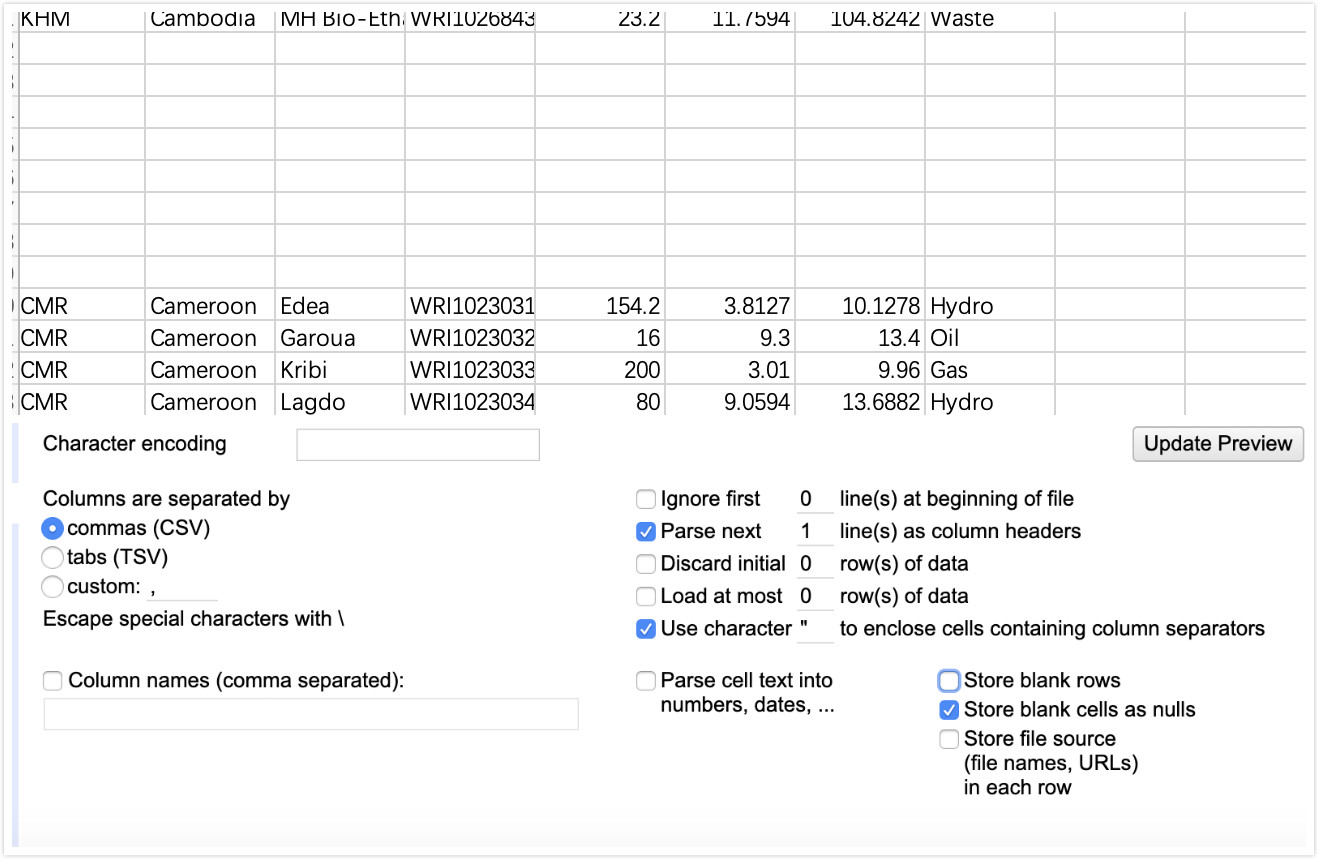 KHM Cambodia MH Bio-Eth WRI1026843 23.2 11.7594 104.8242 Waste
CMR Cameroon Edea WRI1023031 154.2 3.8127 10.1278 Hydro
CMR Cameroon Garoua WRI1023032 16 9.3 13.4 Oil
CMR Cameroon Kribi WRI1023033 200 3.01 9.96 Gas
CMR Cameroon Lagdo WRI1023034 80 9.0594 13.6882 Hydro
Character encoding
Update Preview
Columns are separated by
commas (CSV)
tabs (TSV)
custom: ,
Escape special characters with \
Ignore first 0 line(s) at beginning of file
Parse next 1 line(s) as column headers
Discard initial 0 row(s) of data
Load at most 0 row(s) of data
Use character " to enclose cells containing column separators
Column names (comma separated):
Parse cell text into
numbers, dates, ...
Store blank rows
Store blank cells as nulls
Store file source
(file names, URLs)
in each row